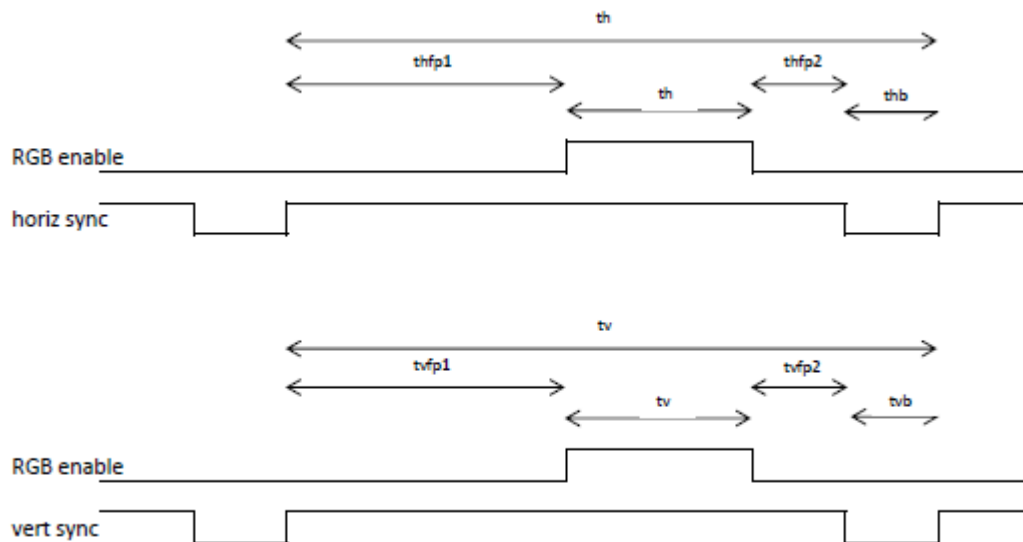 th
thfp1 thfp2
th thb
RGB enable
horiz sync
tv
tvfp1 tvfp2
tv tvb
RGB enable
vert sync